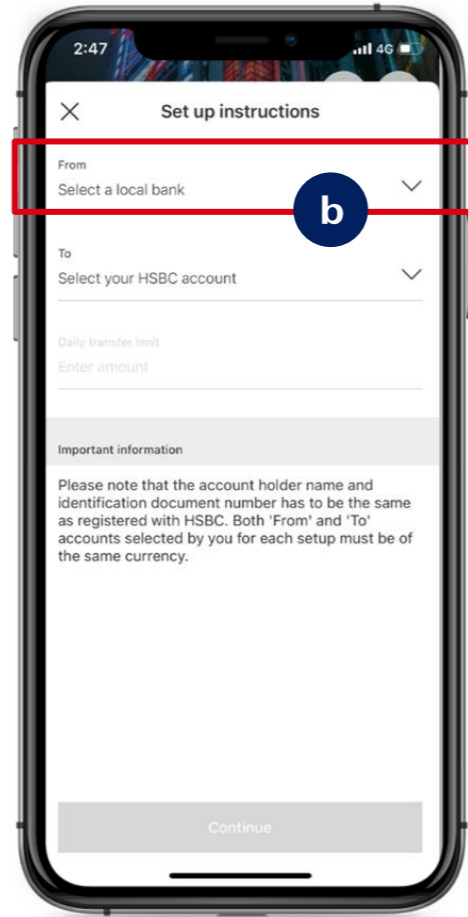 2:47
4G
Set up instructions
From
Select a local bank
b
To
Select your HSBC account
Daily transfer limit
Enter amount
Important information
Please note that the account holder name and
identification document number has to be the same
as registered with HSBC. Both 'From' and 'To'
accounts selected by you for each setup must be of
the same currency.
Continue